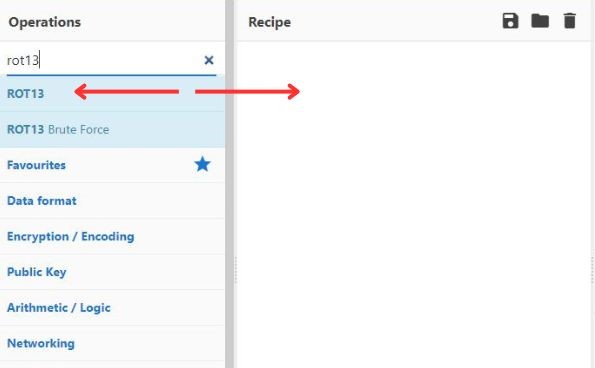 Operations
Recipe
rot13
ROT13
ROT13 Brute Force
Favourites
Data format
Encryption / Encoding
Public Key
Arithmetic / Logic
Networking